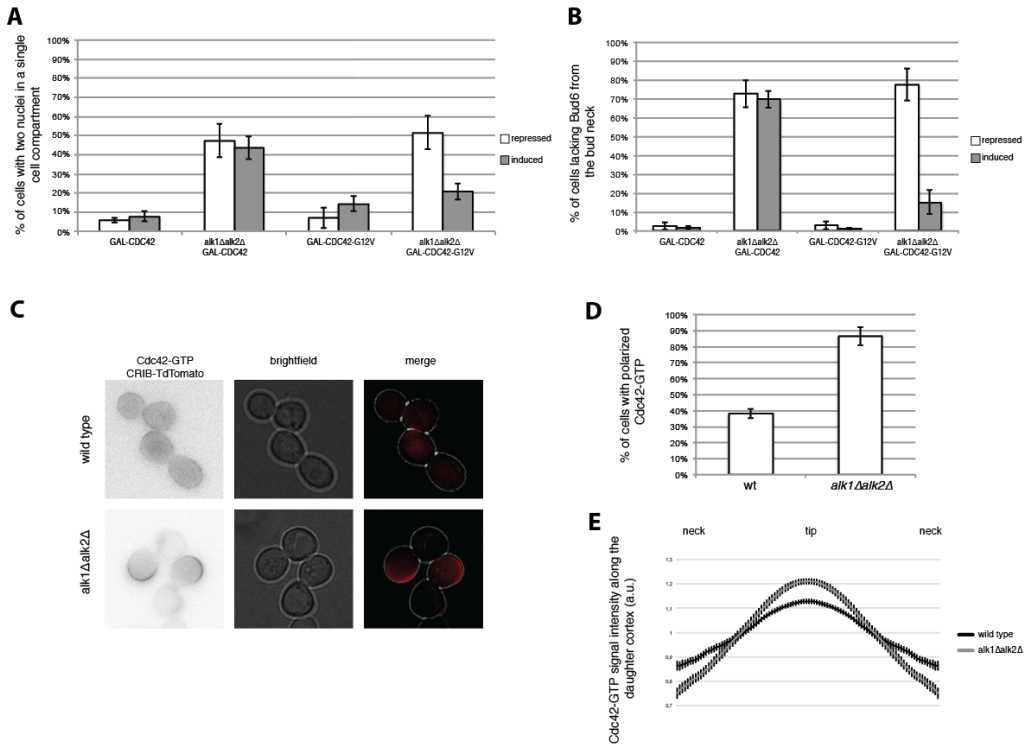 A
% of cells with two nuclei in a single
cell compartment
100%
90%
80%
70%
60%
50%
40%
30%
20%
10%
0%
GAL-CDC42
alk1Δalk2Δ
GAL-CDC42
GAL-CDC42-G12V
alk1Δalk2Δ
GAL-CDC42-G12V
repressed
induced
B
% of cells lacking Bud6 from
the bud neck
100%
90%
80%
70%
60%
50%
40%
30%
20%
10%
0%
GAL-CDC42
alk1Δalk2Δ
GAL-CDC42
GAL-CDC42-G12V
alk1Δalk2Δ
GAL-CDC42-G12V
repressed
induced
C
Cdc42-GTP
CRIB-TdTomato
brightfield
merge
wild type
alk1Δalk2Δ
D
% of cells with polarized
Cdc42-GTP
100%
90%
80%
70%
60%
50%
40%
30%
20%
10%
0%
wt
alk1Δalk2Δ
E
neck
tip
neck
Cdc42-GTP signal intensity along the
daughter cortex (a.u.)
1,3
1,2
1,1
1
0,9
0,8
0,7
wild type
alk1Δalk2Δ